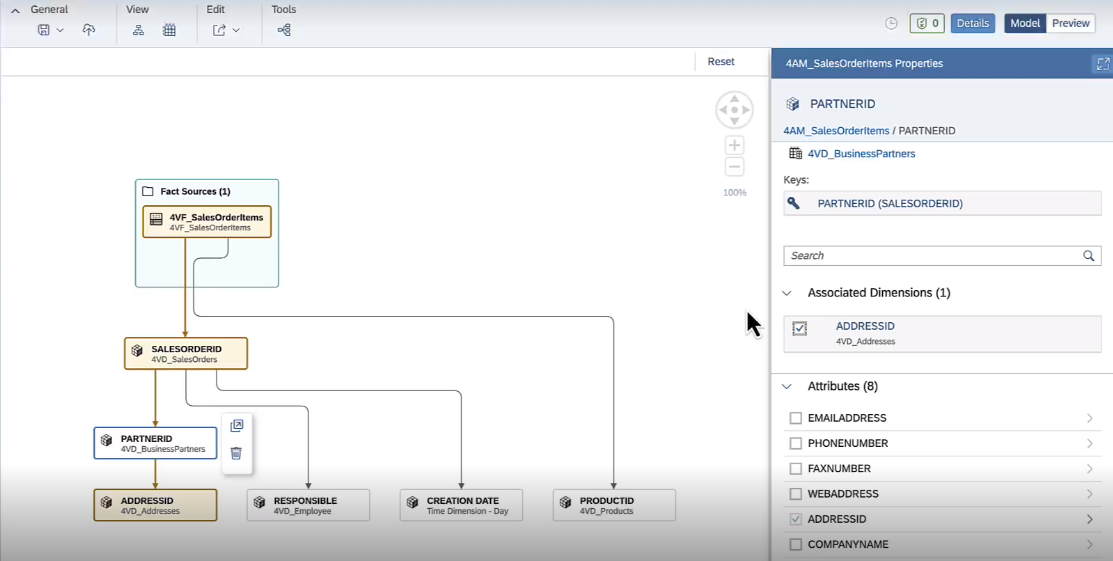 General
View
Edit
Tools
0
Details
Model
Preview
Reset
100%
Fact Sources (1)
4VF_SalesOrderItems
4VF_SalesOrderItems
SALESORDERID
4VD_SalesOrders
PARTNERID
4VD_BusinessPartners
ADDRESSID
4VD_Addresses
RESPONSIBLE
4VD_Employee
CREATION DATE
Time Dimension - Day
PRODUCTID
4VD_Products
4AM_SalesOrderItems Properties
PARTNERID
4AM_SalesOrderItems / PARTNERID
4VD_BusinessPartners
Keys:
PARTNERID (SALESORDERID)
Search
Associated Dimensions (1)
ADDRESSID
4VD_Addresses
Attributes (8)
EMAILADDRESS
PHONENUMBER
FAXNUMBER
WEBADDRESS
ADDRESSID
COMPANYNAME